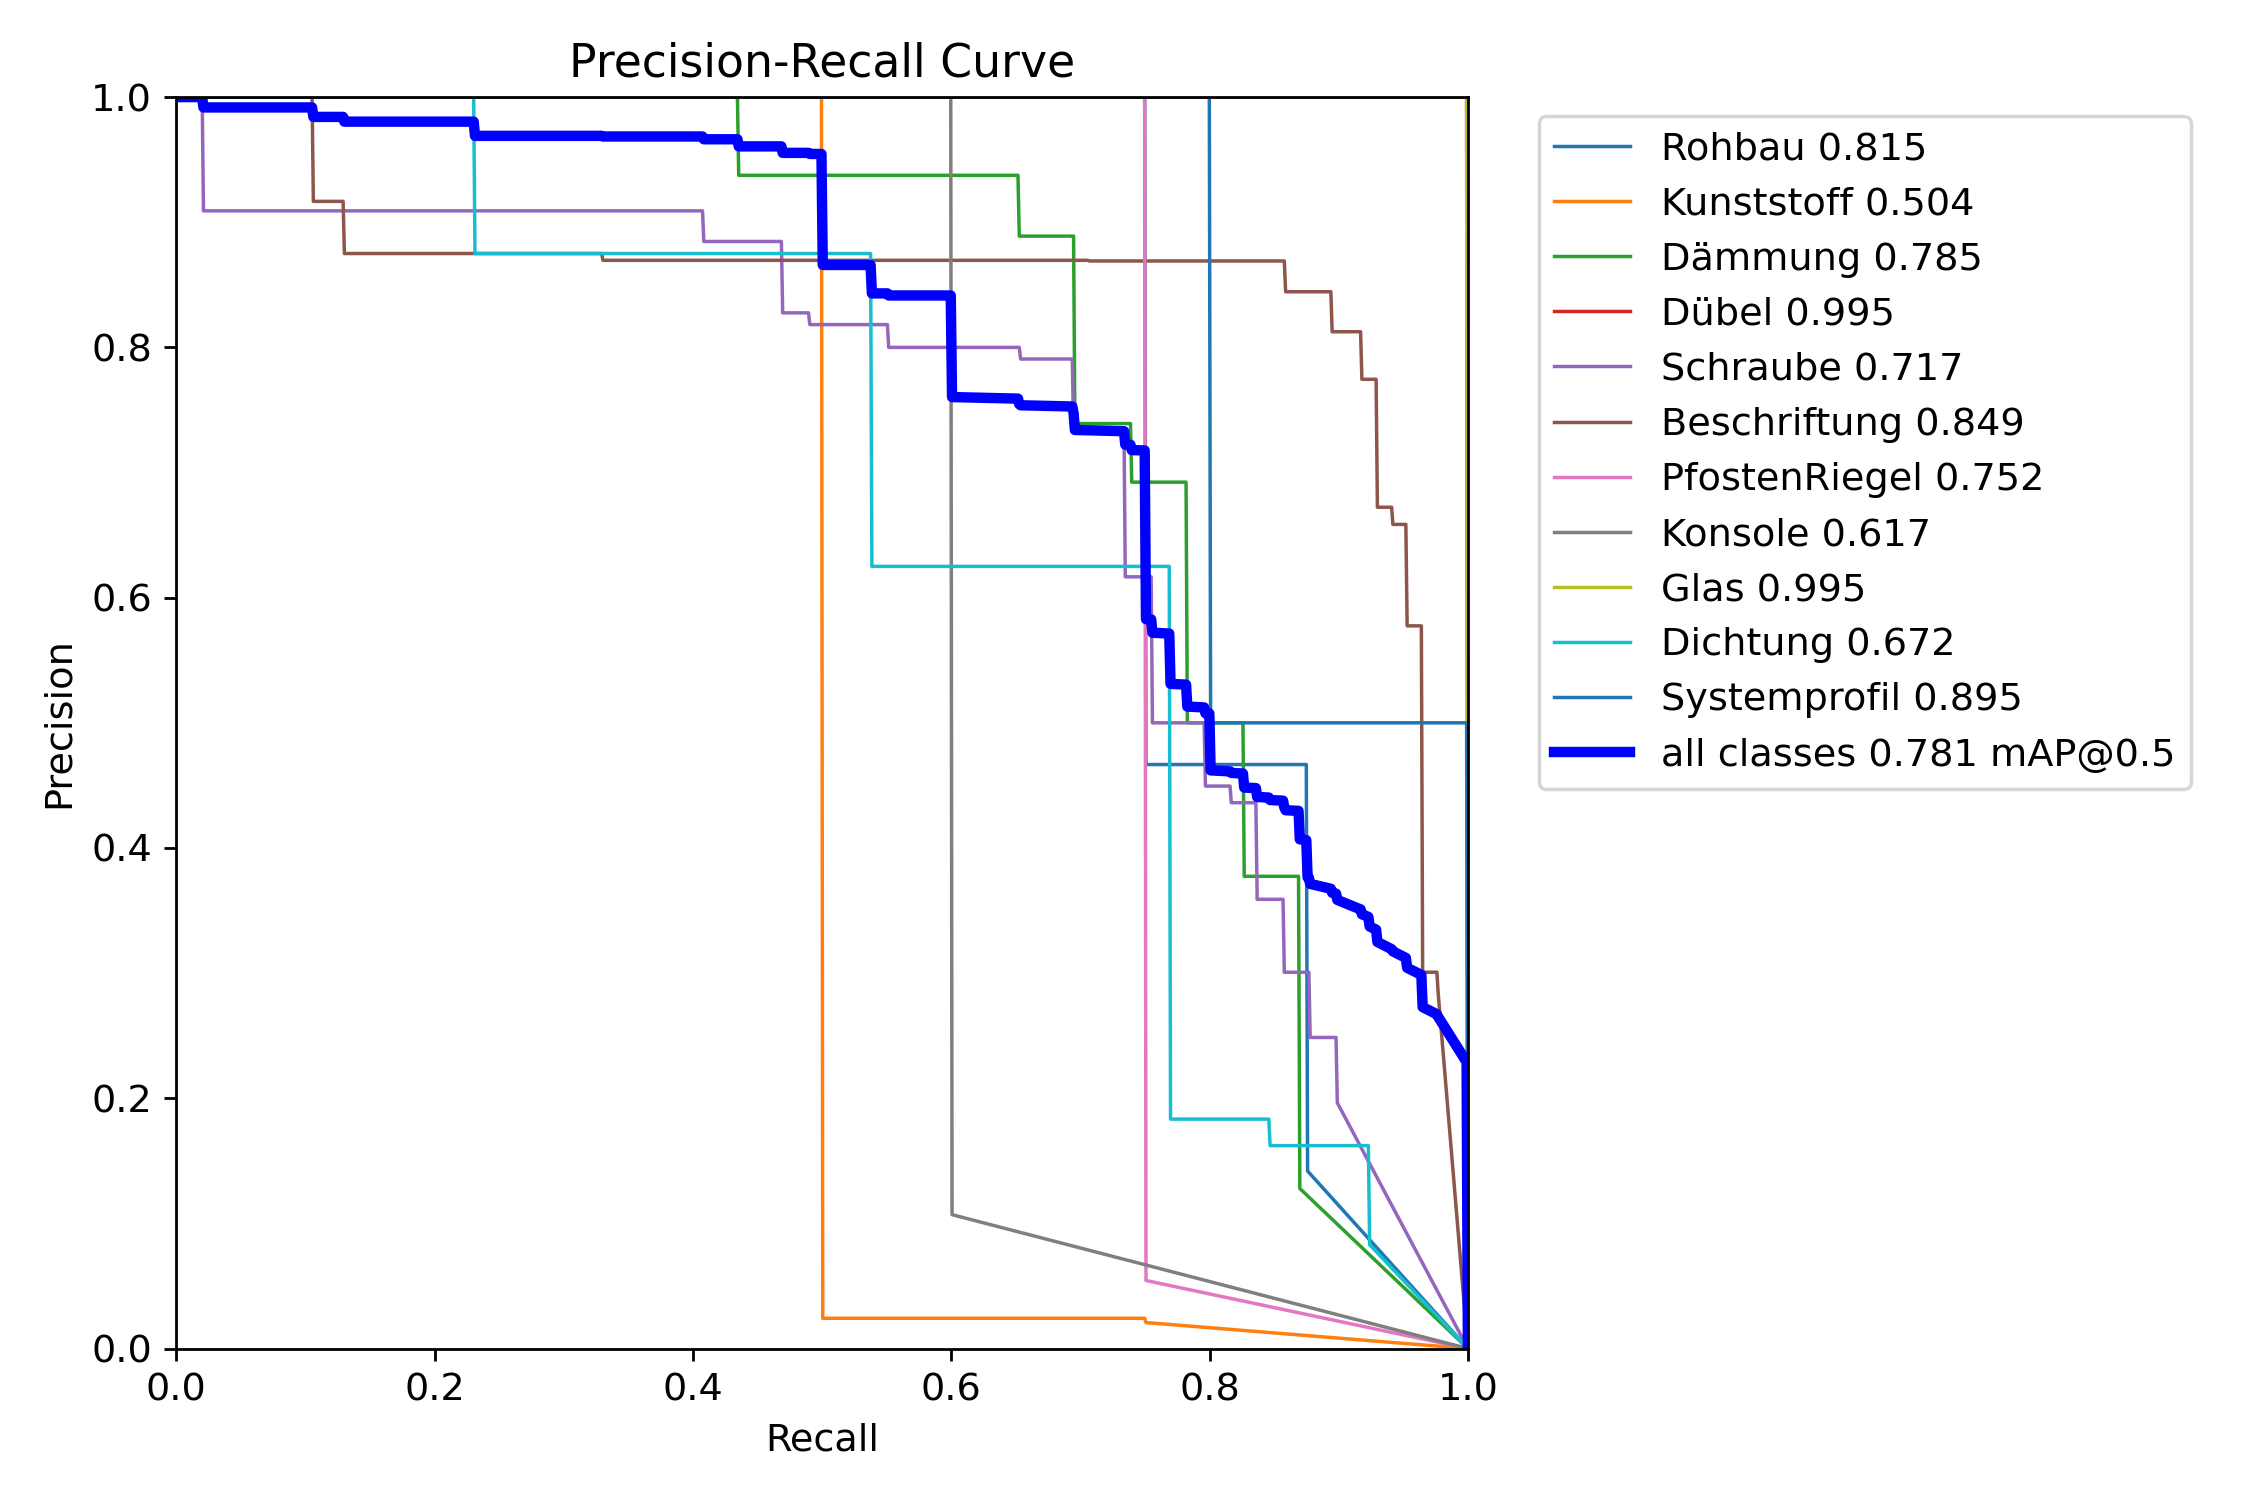 Precision-Recall Curve
1.0
0.8
0.6
0.4
0.2
0.0
Precision
0.0 0.2 0.4 0.6 0.8 1.0
Recall
Rohbau 0.815
Kunststoff 0.504
Dämmung 0.785
Dübel 0.995
Schraube 0.717
Beschriftung 0.849
PfostenRiegel 0.752
Konsole 0.617
Glas 0.995
Dichtung 0.672
Systemprofil 0.895
all classes 0.781 mAP@0.5